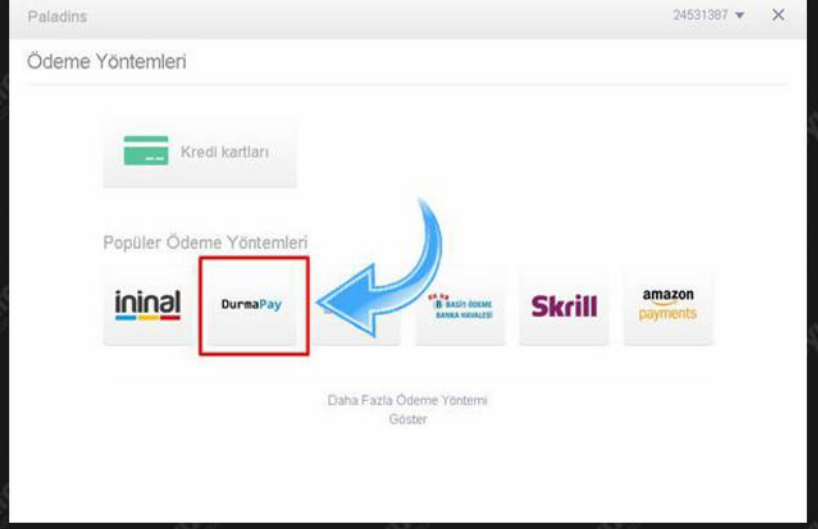 Paladins
24531387
Ödeme Yöntemleri
Kredi kartları
Popüler Ödeme Yöntemleri
ininal
DurmaPay
BASİT ÖDEME
BANKA HAVALESİ
Skrill
amazon
payments
Daha Fazla Ödeme Yöntemi
Göster